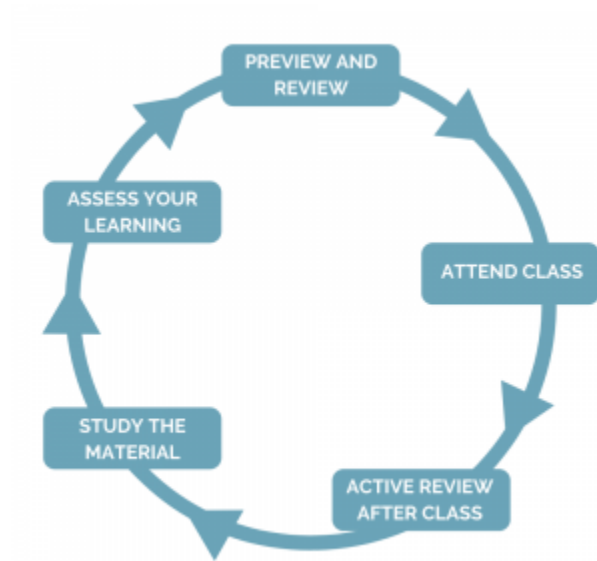 PREVIEW AND
REVIEW
ATTEND CLASS
ACTIVE REVIEW
AFTER CLASS
STUDY THE
MATERIAL
ASSESS YOUR
LEARNING